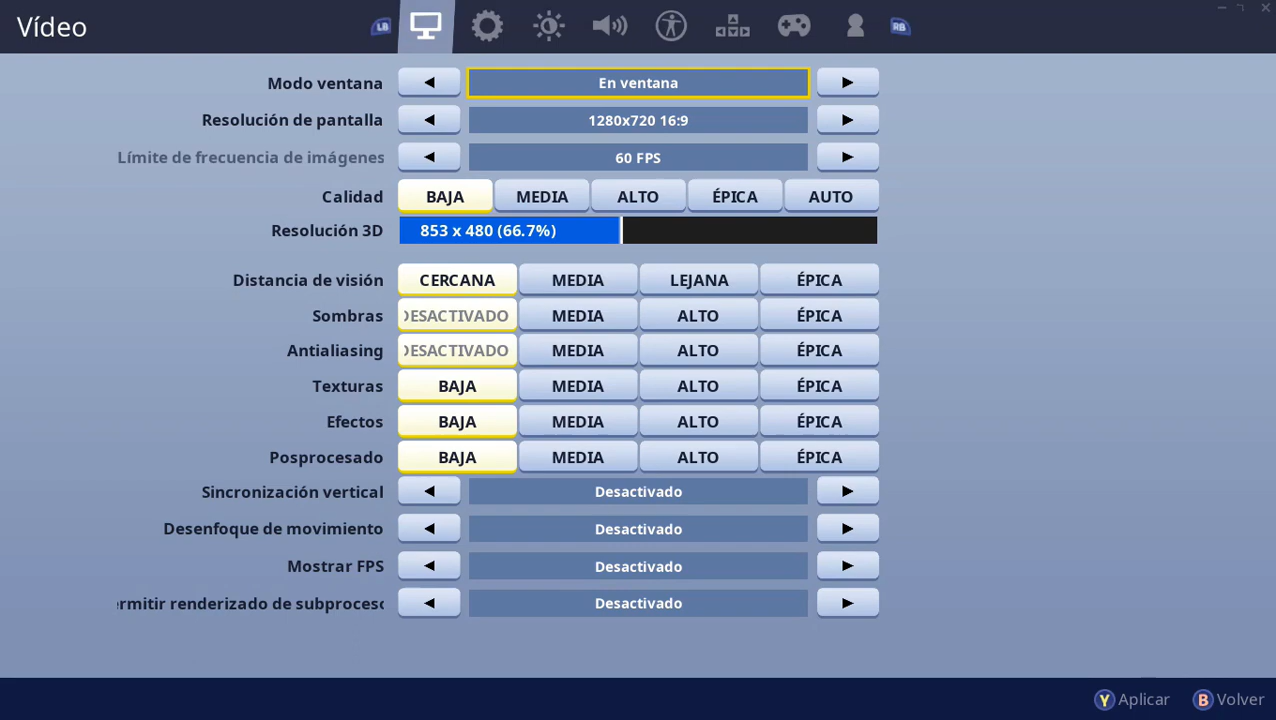 Vídeo
LB
RB
Modo ventana
En ventana
Resolución de pantalla
1280x720 16:9
Límite de frecuencia de imágenes
60 FPS
Calidad
BAJA
MEDIA
ALTO
ÉPICA
AUTO
Resolución 3D
853 x 480 (66.7%)
Distancia de visión
CERCANA
MEDIA
LEJANA
ÉPICA
Sombras
DESACTIVADO
MEDIA
ALTO
ÉPICA
Antialiasing
DESACTIVADO
MEDIA
ALTO
ÉPICA
Texturas
BAJA
MEDIA
ALTO
ÉPICA
Efectos
BAJA
MEDIA
ALTO
ÉPICA
Posprocesado
BAJA
MEDIA
ALTO
ÉPICA
Sincronización vertical
Desactivado
Desenfoque de movimiento
Desactivado
Mostrar FPS
Desactivado
ermitir renderizado de subproceso
Desactivado
Y Aplicar
B Volver